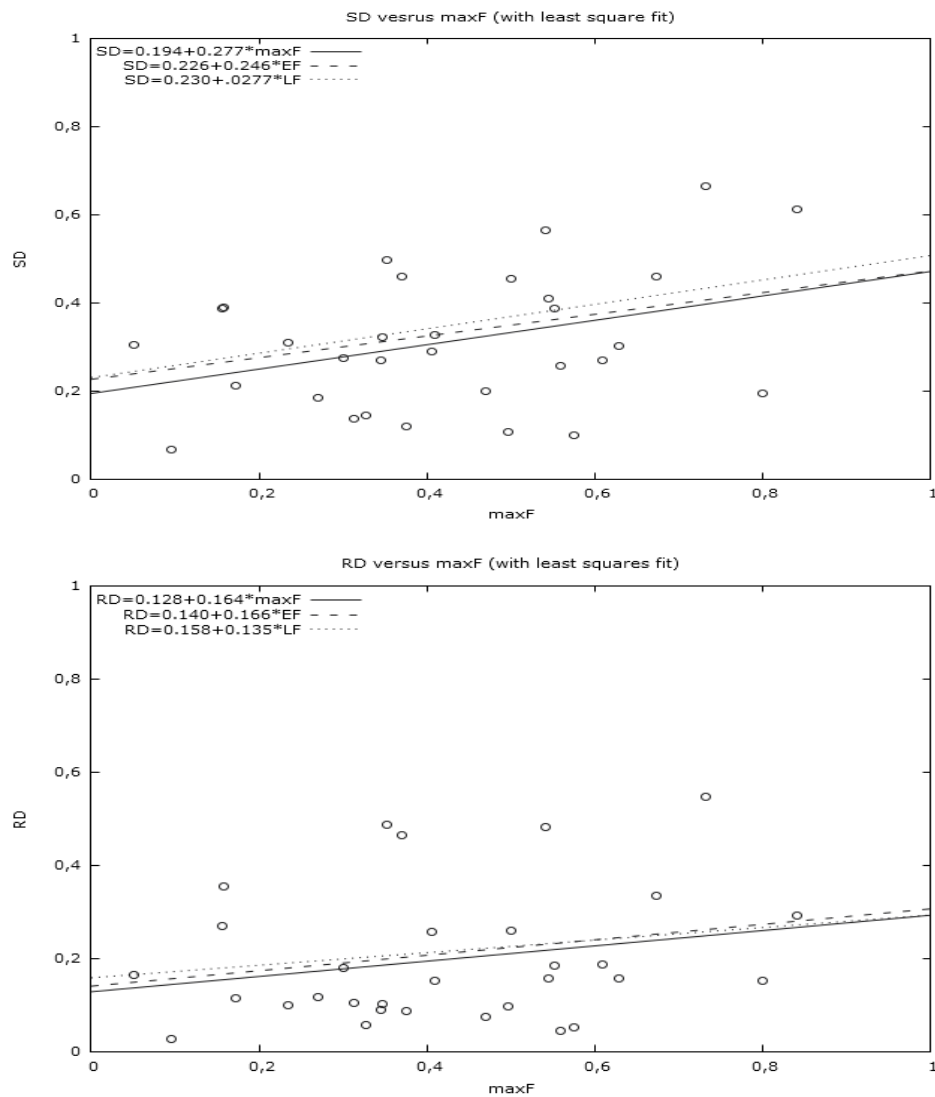 SD vesrus maxF (with least square fit)
1
SD=0.194+0.277*maxF
SD=0.226+0.246*EF
SD=0.230+.0277*LF
0,8
0,6
SD
0,4
0,2
0
0 0,2 0,4 0,6 0,8 1
maxF
RD versus maxF (with least squares fit)
1
RD=0.128+0.164*maxF
RD=0.140+0.166*EF
RD=0.158+0.135*LF
0,8
0,6
RD
0,4
0,2
0
0 0,2 0,4 0,6 0,8 1
maxF